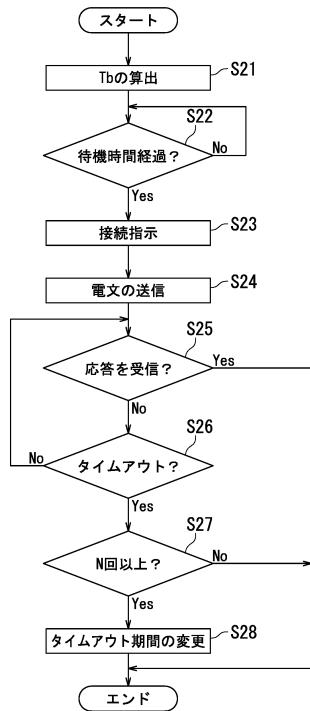 スタート
Tbの算出
S21
S22
待機時間経過？
No
Yes
接続指示
S23
電文の送信
S24
S25
応答を受信？
Yes
No
S26
タイムアウト？
No
Yes
S27
N回以上？
No
Yes
タイムアウト期間の変更
S28
エンド